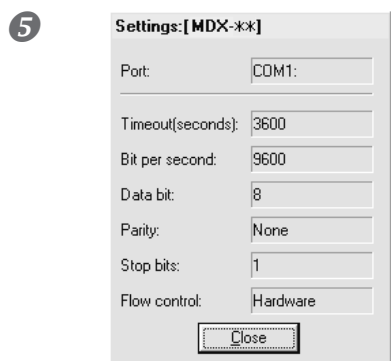 5
Settings:[MDX-**]
Port: COM1:
Timeout(seconds): 3600
Bit per second: 9600
Data bit: 8
Parity: None
Stop bits: 1
Flow control: Hardware
Close